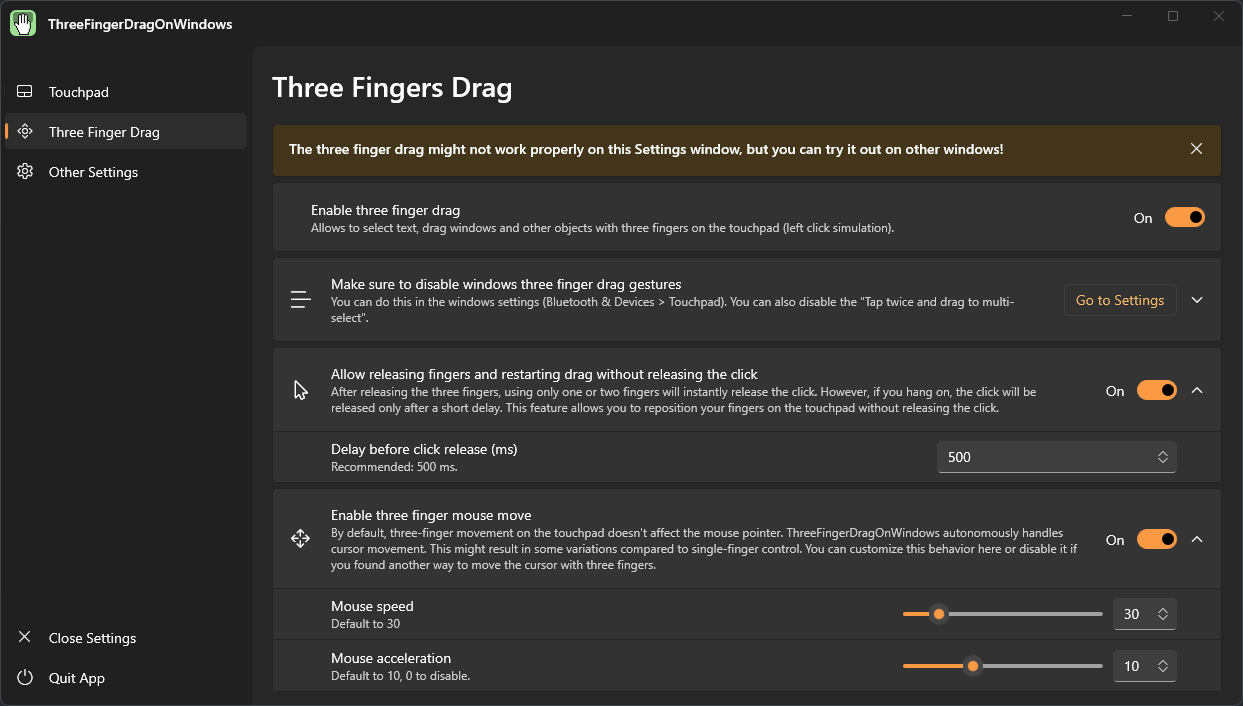 ThreeFingerDragOnWindows
Touchpad
Three Finger Drag
Other Settings
Close Settings
Quit App
Three Fingers Drag
The three finger drag might not work properly on this Settings window, but you can try it out on other windows!
Enable three finger drag
Allows to select text, drag windows and other objects with three fingers on the touchpad (left click simulation).
On
Make sure to disable windows three finger drag gestures
You can do this in the windows settings (Bluetooth & Devices > Touchpad). You can also disable the "Tap twice and drag to multi-
select".
Go to Settings
Allow releasing fingers and restarting drag without releasing the click
After releasing the three fingers, using only one or two fingers will instantly release the click. However, if you hang on, the click will be
released only after a short delay. This feature allows you to reposition your fingers on the touchpad without releasing the click.
On
Delay before click release (ms)
Recommended: 500 ms.
500
Enable three finger mouse move
By default, three-finger movement on the touchpad doesn't affect the mouse pointer. ThreeFingerDragOnWindows autonomously handles
cursor movement. This might result in some variations compared to single-finger control. You can customize this behavior here or disable it if
you found another way to move the cursor with three fingers.
On
Mouse speed
Default to 30
30
Mouse acceleration
Default to 10, 0 to disable.
10